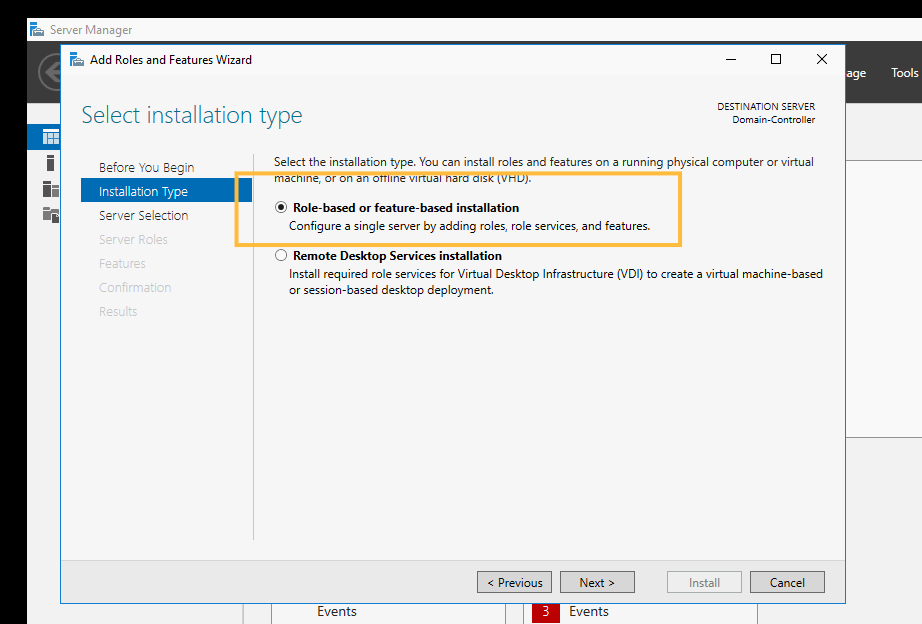 Server Manager
Add Roles and Features Wizard
age
Tools
Select installation type
DESTINATION SERVER
Domain-Controller
Before You Begin
Installation Type
Server Selection
Server Roles
Features
Confirmation
Results
Select the installation type. You can install roles and features on a running physical computer or virtual
machine, or on an offline virtual hard disk (VHD).
Role-based or feature-based installation
Configure a single server by adding roles, role services, and features.
Remote Desktop Services installation
Install required role services for Virtual Desktop Infrastructure (VDI) to create a virtual machine-based
or session-based desktop deployment.
< Previous
Next >
Install
Cancel
Events
3 Events